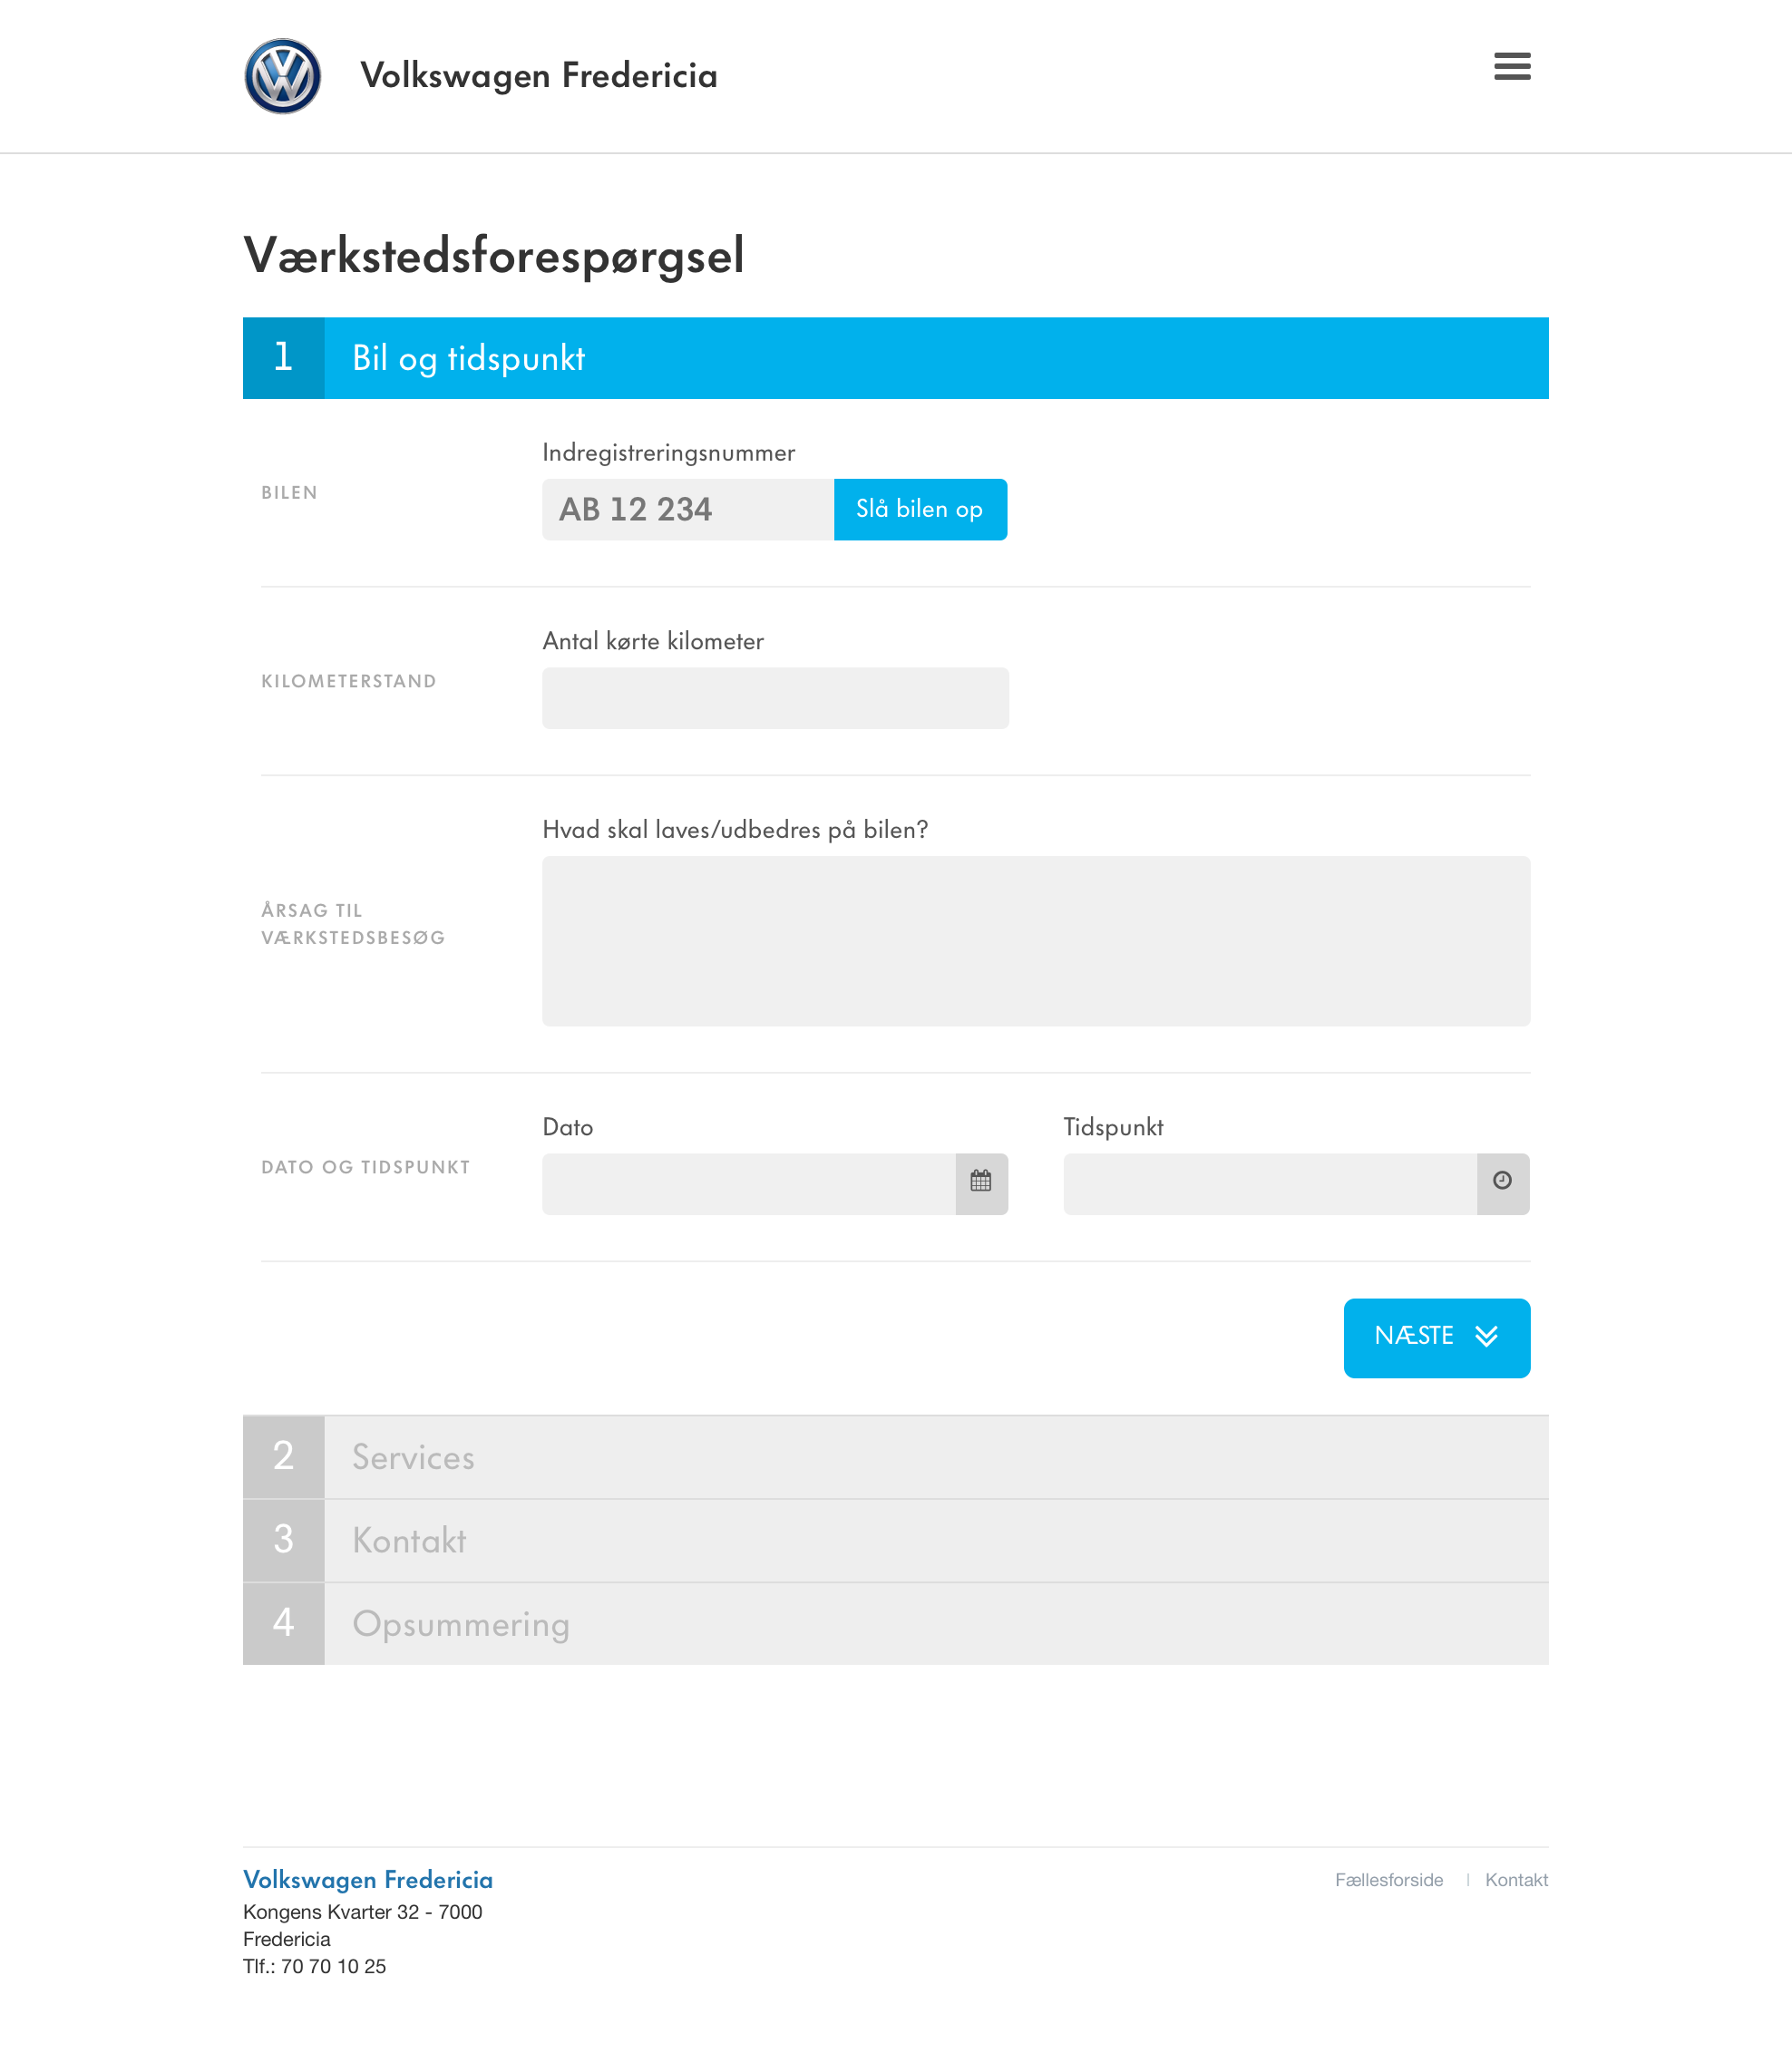 Volkswagen Fredericia
Værkstedsforespørgsel
1 Bil og tidspunkt
Indregistreringsnummer
BILEN
AB 12 234 Slå bilen op
Antal kørte kilometer
KILOMETERSTAND
Hvad skal laves/udbedres på bilen?
ÅRSAG TIL
VÆRKSTEDSBESØG
Dato Tidspunkt
DATO OG TIDSPUNKT
NÆSTE
2 Services
3 Kontakt
4 Opsummering
Volkswagen Fredericia
Fællesforside | Kontakt
Kongens Kvarter 32 - 7000
Fredericia
Tlf.: 70 70 10 25